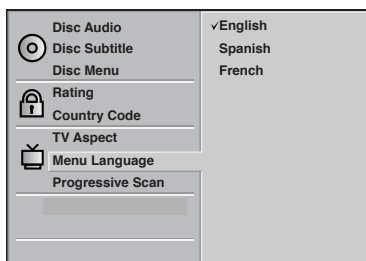 Disc Audio
Disc Subtitle
Disc Menu
Rating
Country Code
TV Aspect
Menu Language
Progressive Scan
✓English
Spanish
French